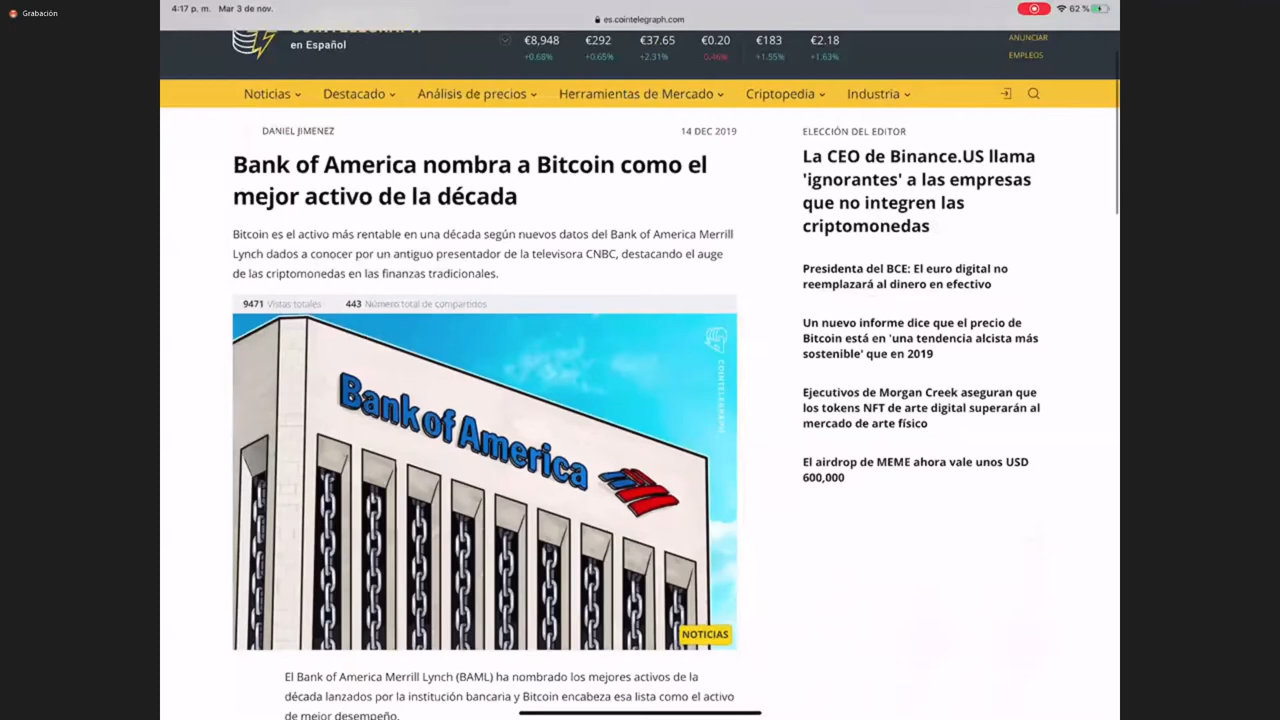 Grabación
4:17 p. m. Mar 3 de nov.
62 %
es.cointelegraph.com
en Español
€8,948 €292 €37.65 €0.20 €183 €2.18
+0.68% +0.65% +2.31% 0.46% +1.55% +1.63%
ANUNCIAR
EMPLEOS
Noticias Destacado Análisis de precios Herramientas de Mercado Criptopedia Industria
DANIEL JIMENEZ
14 DEC 2019
Bank of America nombra a Bitcoin como el
mejor activo de la década
Bitcoin es el activo más rentable en una década según nuevos datos del Bank of America Merrill
Lynch dados a conocer por un antiguo presentador de la televisora CNBC, destacando el auge
de las criptomonedas en las finanzas tradicionales.
9471 Vistas totales 443 Número total de compartidos
COINTELEGRAPH
Bank of America
NOTICIAS
El Bank of America Merrill Lynch (BAML) ha nombrado los mejores activos de la
década lanzados por la institución bancaria y Bitcoin encabeza esa lista como el activo
de mejor desempeño.
ELECCIÓN DEL EDITOR
La CEO de Binance.US llama
'ignorantes' a las empresas
que no integren las
criptomonedas
Presidenta del BCE: El euro digital no
reemplazará al dinero en efectivo
Un nuevo informe dice que el precio de
Bitcoin está en 'una tendencia alcista más
sostenible' que en 2019
Ejecutivos de Morgan Creek aseguran que
los tokens NFT de arte digital superarán al
mercado de arte físico
El airdrop de MEME ahora vale unos USD
600,000